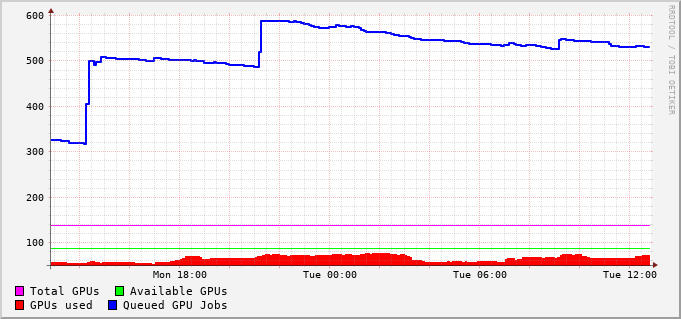 600
500
400
300
200
100
Mon 18:00 Tue 00:00 Tue 06:00 Tue 12:00
Total GPUs Available GPUs
GPUs used Queued GPU Jobs
RRDTOOL / TOBI OETIKER